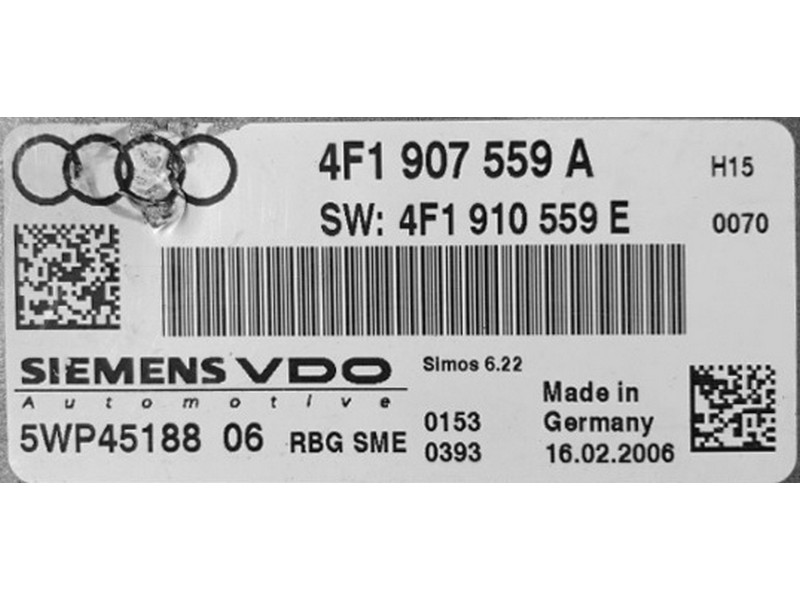 4F1 907 559 A H15
SW: 4F1 910 559 E 0070
SIEMENS VDO
Automotive
Simos 6.22
5WP45188 06 RBG SME
0153
0393
Made in
Germany
16.02.2006